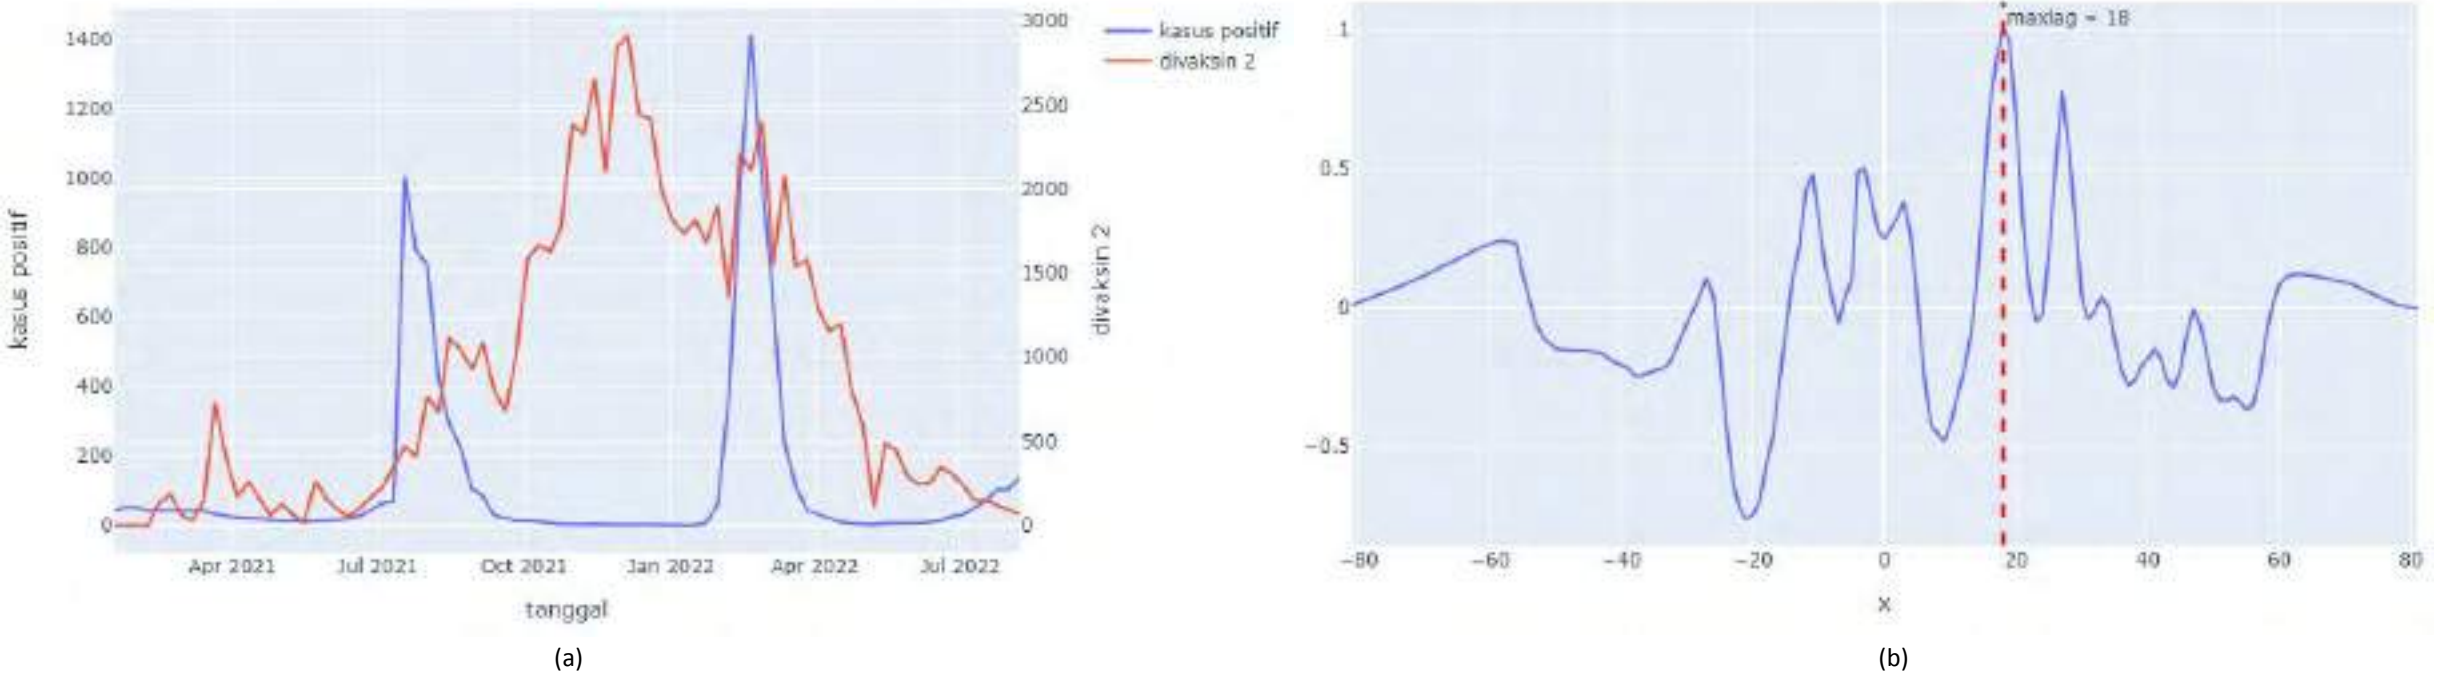 kasus positif
1400
1200
1000
800
600
400
200
0
3000
2500
2000
1500
1000
500
0
divaksin 2
kasus positif
divaksin 2
Apr 2021
Jul 2021
Oct 2021
Jan 2022
Apr 2022
Jul 2022
tanggal
(a)
maxlag = 18
1
0.5
0
−0.5
−80
−60
−40
−20
0
20
40
60
80
x
(b)